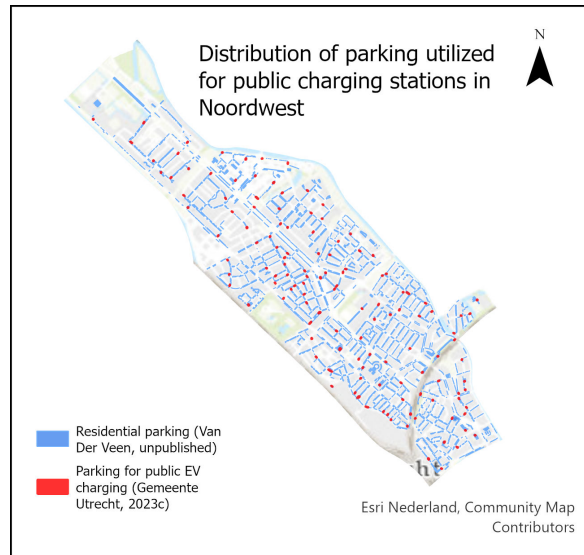 Distribution of parking utilized
for public charging stations in
Noordwest
N
Residential parking (Van
Der Veen, unpublished)
Parking for public EV
charging (Gemeente
Utrecht, 2023c)
ht
Esri Nederland, Community Map
Contributors